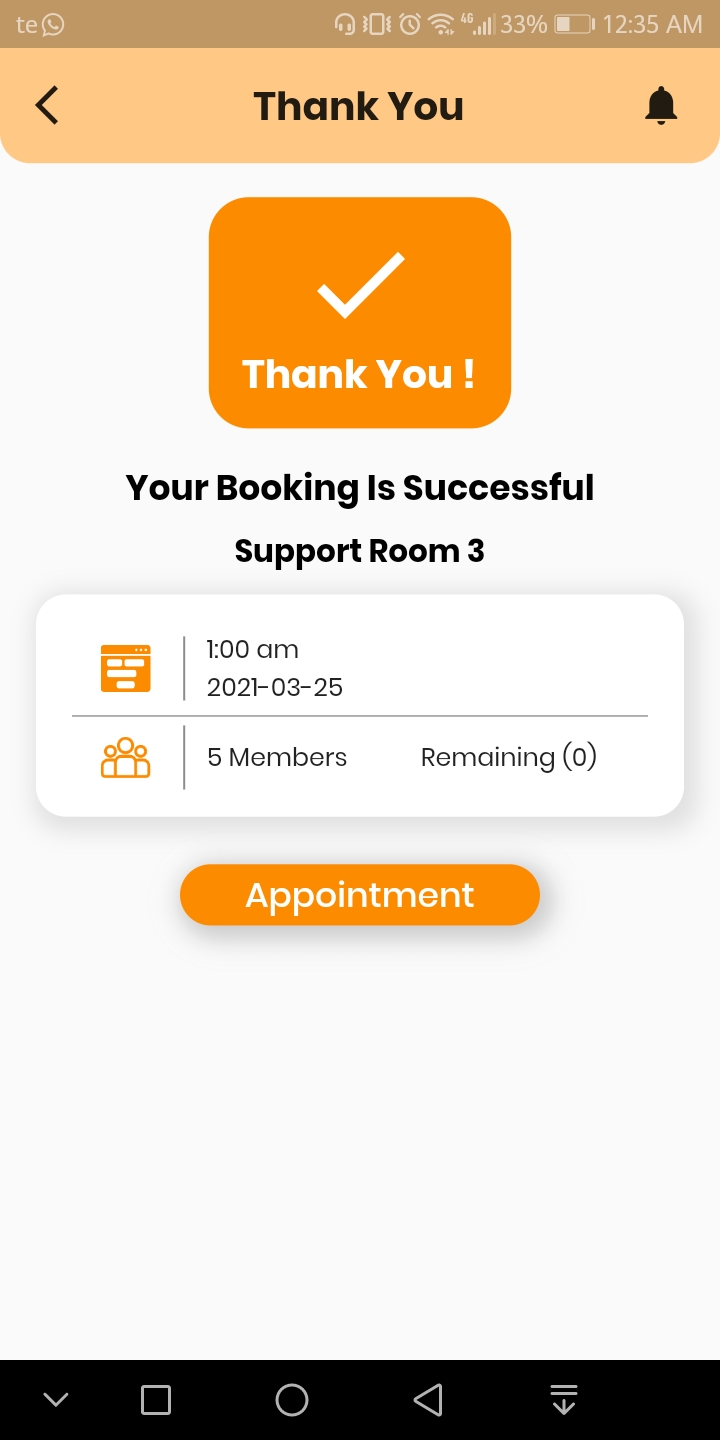 te 4G 33% 12:35 AM
Thank You
Thank You !
Your Booking Is Successful
Support Room 3
1:00 am
2021-03-25
5 Members Remaining (0)
Appointment